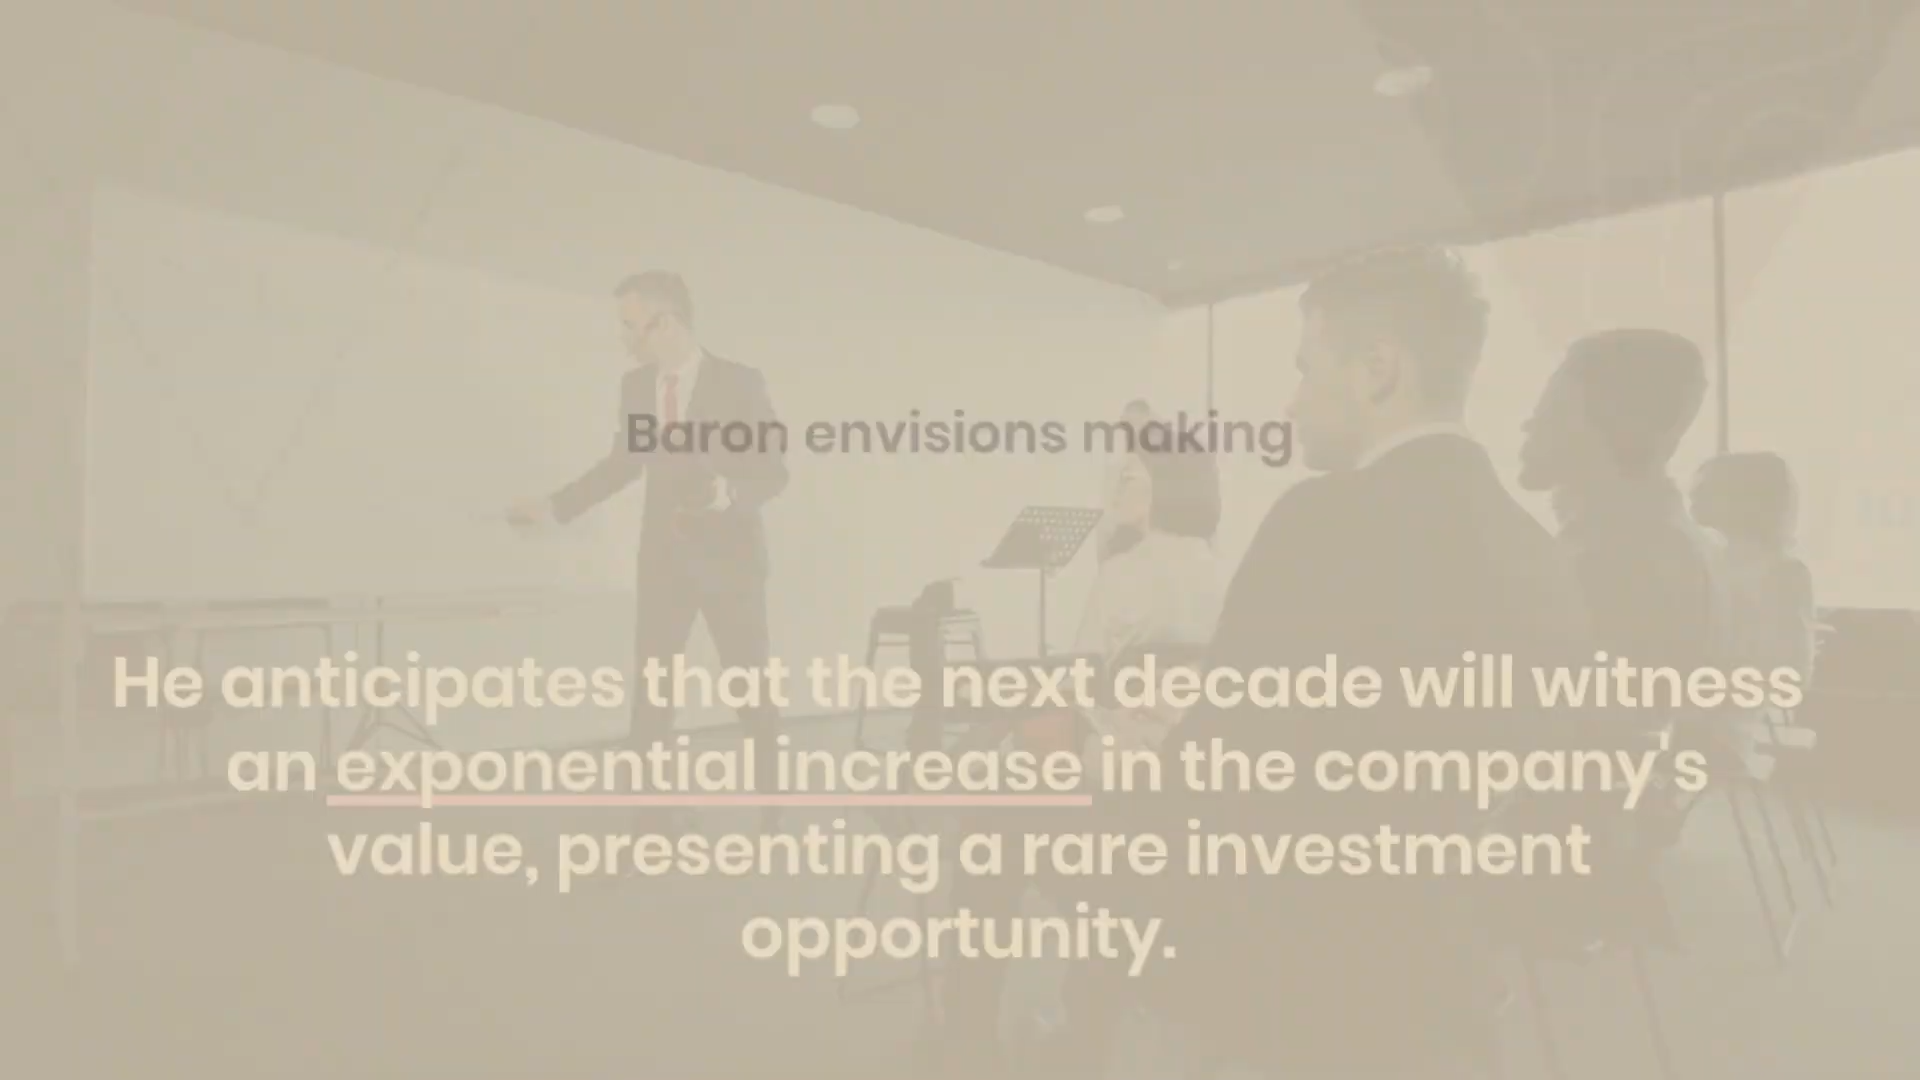 Baron envisions making
He anticipates that the next decade will witness
an exponential increase in the company's
value, presenting a rare investment
opportunity.